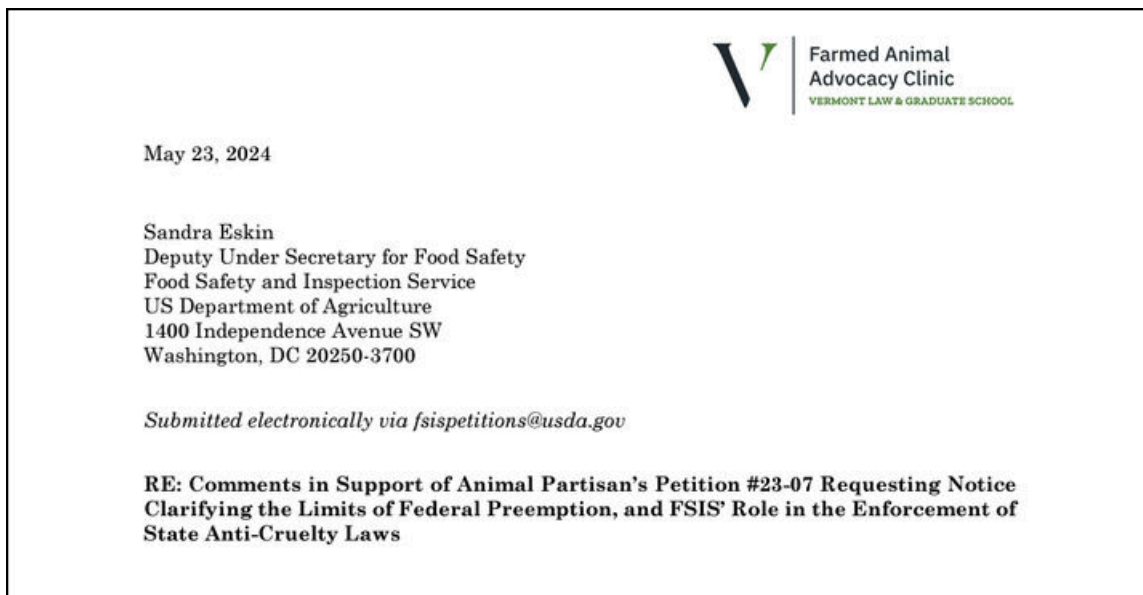 Farmed Animal
Advocacy Clinic
VERMONT LAW & GRADUATE SCHOOL
May 23, 2024
Sandra Eskin
Deputy Under Secretary for Food Safety
Food Safety and Inspection Service
US Department of Agriculture
1400 Independence Avenue SW
Washington, DC 20250-3700
Submitted electronically via fsispetitions@usda.gov
RE: Comments in Support of Animal Partisan’s Petition #23-07 Requesting Notice
Clarifying the Limits of Federal Preemption, and FSIS’ Role in the Enforcement of
State Anti-Cruelty Laws